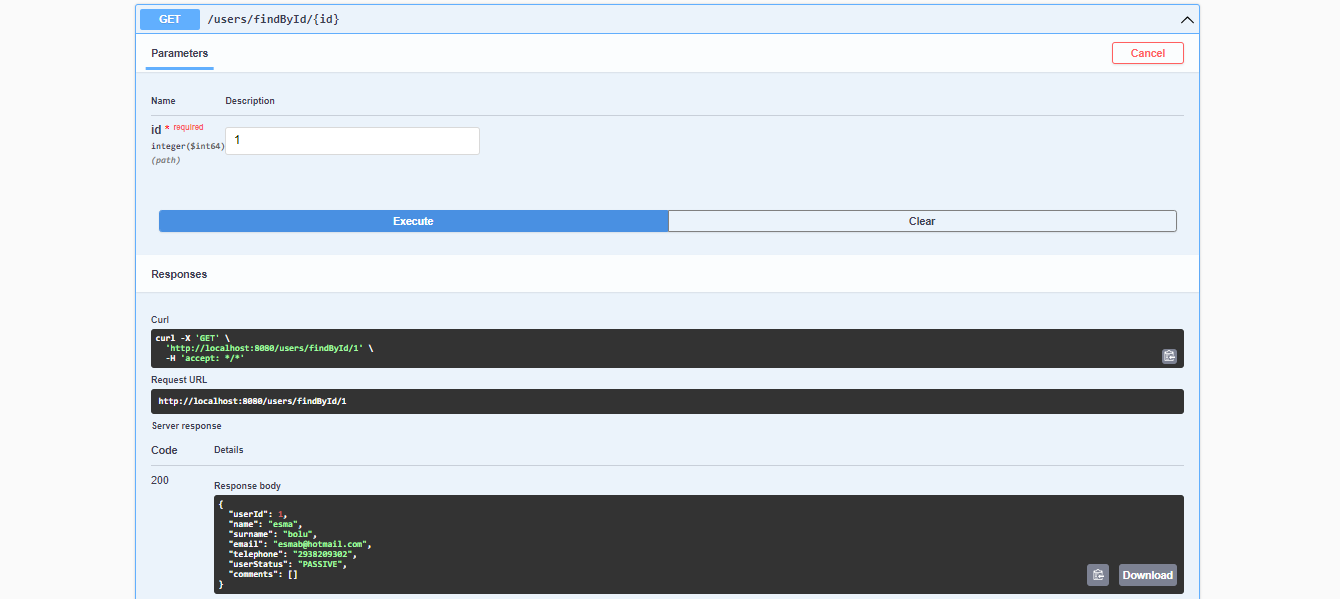 GET /users/findById/{id}
Parameters
Cancel
Name Description
id * required
integer($int64)
(path)
1
Execute Clear
Responses
Curl
curl -X 'GET' \
  'http://localhost:8080/users/findById/1' \
  -H 'accept: */*'
Request URL
http://localhost:8080/users/findById/1
Server response
Code Details
200
Response body
{
  "userId": 1,
  "name": "esma",
  "surname": "bolu",
  "email": "esmab@hotmail.com",
  "telephone": "2938209302",
  "userStatus": "PASSIVE",
  "comments": []
}
Download